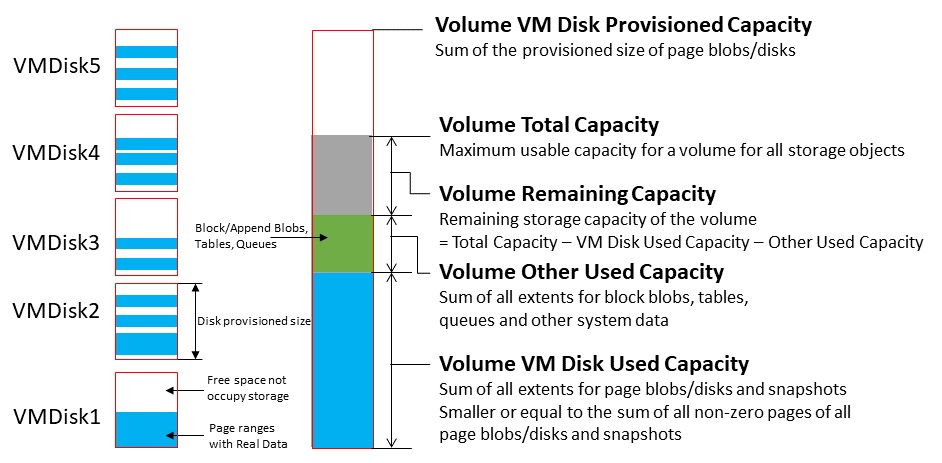 VMDisk5
VMDisk4
VMDisk3
VMDisk2
Disk provisioned size
VMDisk1
Free space not
occupy storage
Page ranges
with Real Data
Block/Append Blobs,
Tables, Queues
Volume VM Disk Provisioned Capacity
Sum of the provisioned size of page blobs/disks
Volume Total Capacity
Maximum usable capacity for a volume for all storage objects
Volume Remaining Capacity
Remaining storage capacity of the volume
= Total Capacity – VM Disk Used Capacity – Other Used Capacity
Volume Other Used Capacity
Sum of all extents for block blobs, tables,
queues and other system data
Volume VM Disk Used Capacity
Sum of all extents for page blobs/disks and snapshots
Smaller or equal to the sum of all non-zero pages of all
page blobs/disks and snapshots